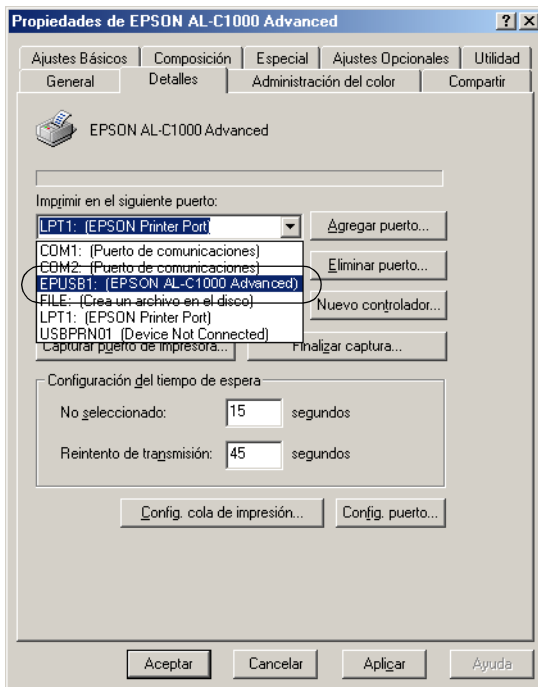 Propiedades de EPSON AL-C1000 Advanced
Ajustes Básicos Composición Especial Ajustes Opcionales Utilidad
General Detalles Administración del color Compartir
EPSON AL-C1000 Advanced
Imprimir en el siguiente puerto:
LPT1: (EPSON Printer Port) Agregar puerto...
COM1: (Puerto de comunicaciones)
COM2: (Puerto de comunicaciones) Eliminar puerto...
EPUSB1: (EPSON AL-C1000 Advanced)
FILE: (Crea un archivo en el disco) Nuevo controlador...
LPT1: (EPSON Printer Port)
USBPRN01 (Device Not Connected)
Capturar puerto de impresora... Finalizar captura...
Configuración del tiempo de espera
No seleccionado: 15 segundos
Reintento de transmisión: 45 segundos
Config. cola de impresión... Config. puerto...
Aceptar Cancelar Aplicar Ayuda